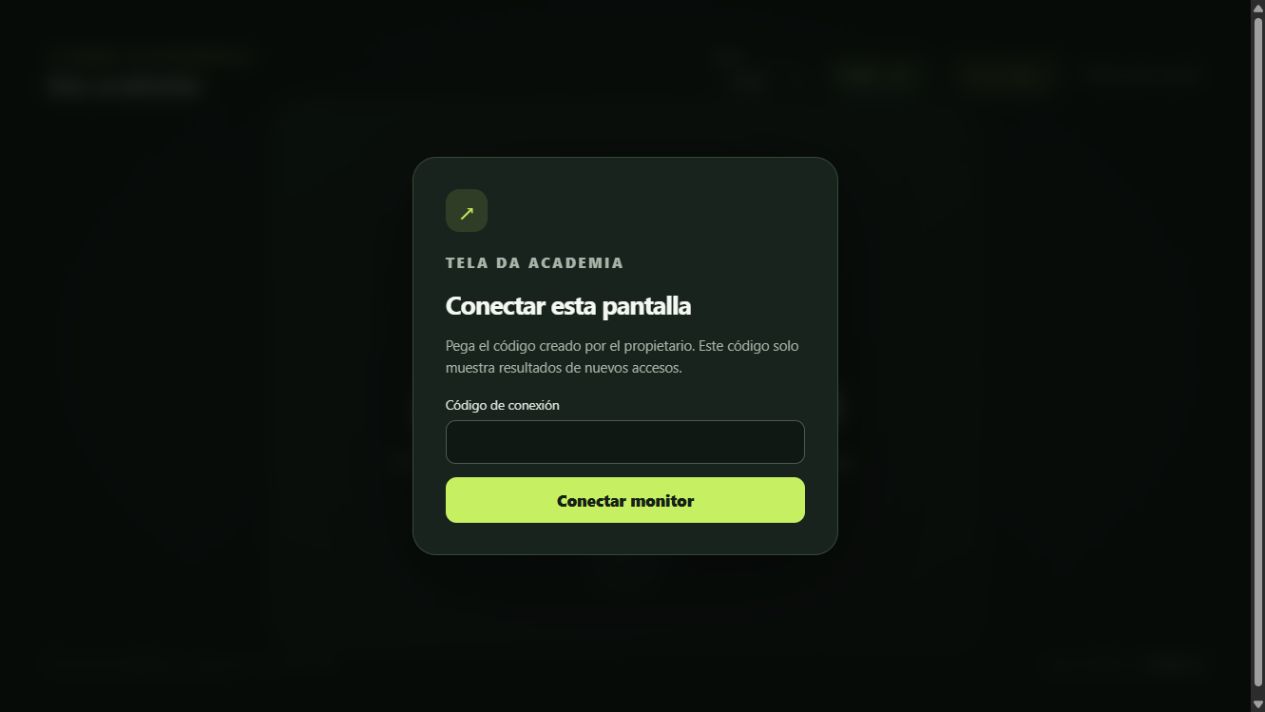 TELA DA ACADEMIA
Conectar esta pantalla
Pega el código creado por el propietario. Este código solo
muestra resultados de nuevos accesos.
Código de conexión
Conectar monitor